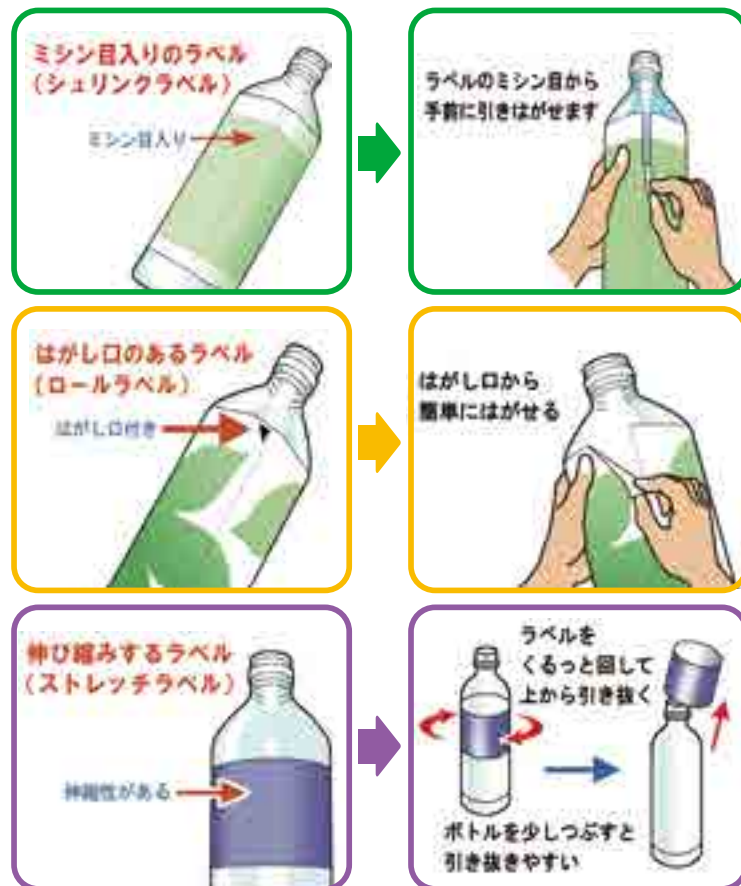 ミシン目入りのラベル
(シュリンクラベル)
ミシン目入り
ラベルのミシン目から
手前に引きはがせます
はがし口のあるラベル
(ロールラベル)
はがし口付き
はがし口から
簡単にはがせる
伸び縮みするラベル
(ストレッチラベル)
伸縮性がある
ラベルを
くるっと回して
上から引き抜く
ボトルを少しつぶすと
引き抜きやすい